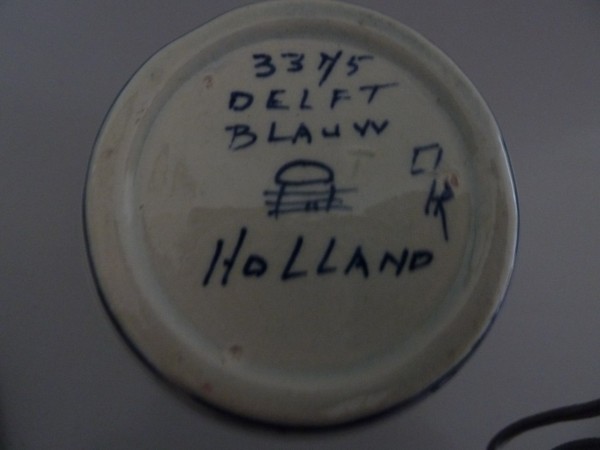 33 7/5
DELFT
BLAUW
HOLLAND